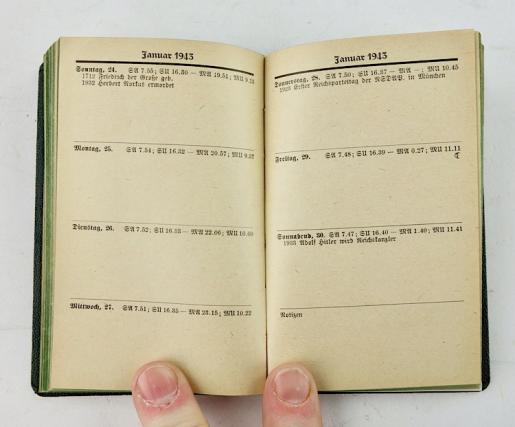 Januar 1943
Sonntag, 24. SA 7.55; SU 16.30 — MA 19.51; MU 9.23
1712 Friedrich der Große geb.
1932 Herbert Norkus ermordet
Montag, 25. SA 7.54; SU 16.32 — MA 20.57; MU 9.37
Dienstag, 26. SA 7.52; SU 16.33 — MA 22.06; MU 10.00
Mittwoch, 27. SA 7.51; SU 16.35 — MA 23.15; MU 10.22
Januar 1943
Donnerstag, 28. SA 7.50; SU 16.37 — MA —; MU 10.45
1923 Erster Reichsparteitag der NSDAP. in München
Freitag, 29. SA 7.48; SU 16.39 — MA 0.27; MU 11.11
☾
Sonnabend, 30. SA 7.47; SU 16.40 — MA 1.40; MU 11.41
1933 Adolf Hitler wird Reichskanzler
Notizen